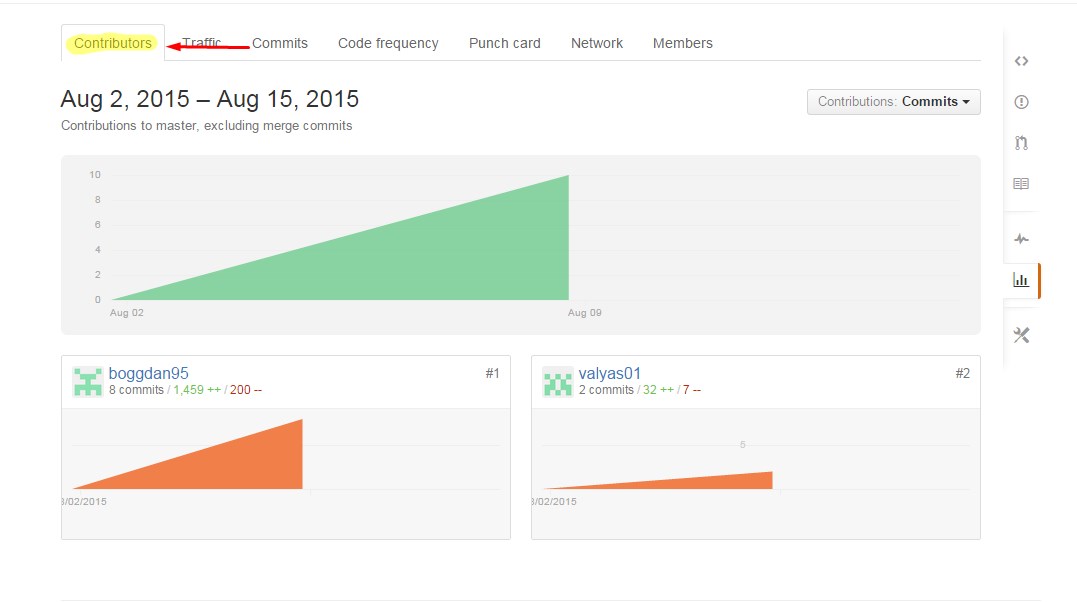 Contributors Traffic Commits Code frequency Punch card Network Members
Aug 2, 2015 – Aug 15, 2015
Contributions: Commits
Contributions to master, excluding merge commits
10
8
6
4
2
0
Aug 02 Aug 09
boggdan95 #1
8 commits / 1,459 ++ / 200 --
/02/2015
valyas01 #2
2 commits / 32 ++ / 7 --
5
/02/2015